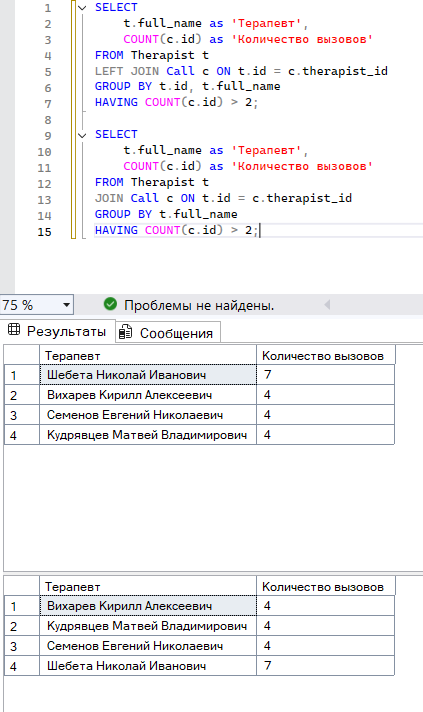 1 SELECT
2 t.full_name as 'Терапевт',
3 COUNT(c.id) as 'Количество вызовов'
4 FROM Therapist t
5 LEFT JOIN Call c ON t.id = c.therapist_id
6 GROUP BY t.id, t.full_name
7 HAVING COUNT(c.id) > 2;
8
9 SELECT
10 t.full_name as 'Терапевт',
11 COUNT(c.id) as 'Количество вызовов'
12 FROM Therapist t
13 JOIN Call c ON t.id = c.therapist_id
14 GROUP BY t.full_name
15 HAVING COUNT(c.id) > 2;
75 % Проблемы не найдены.
Результаты Сообщения
Терапевт Количество вызовов
1 Шебета Николай Иванович 7
2 Вихарев Кирилл Алексеевич 4
3 Семенов Евгений Николаевич 4
4 Кудрявцев Матвей Владимирович 4
Терапевт Количество вызовов
1 Вихарев Кирилл Алексеевич 4
2 Кудрявцев Матвей Владимирович 4
3 Семенов Евгений Николаевич 4
4 Шебета Николай Иванович 7